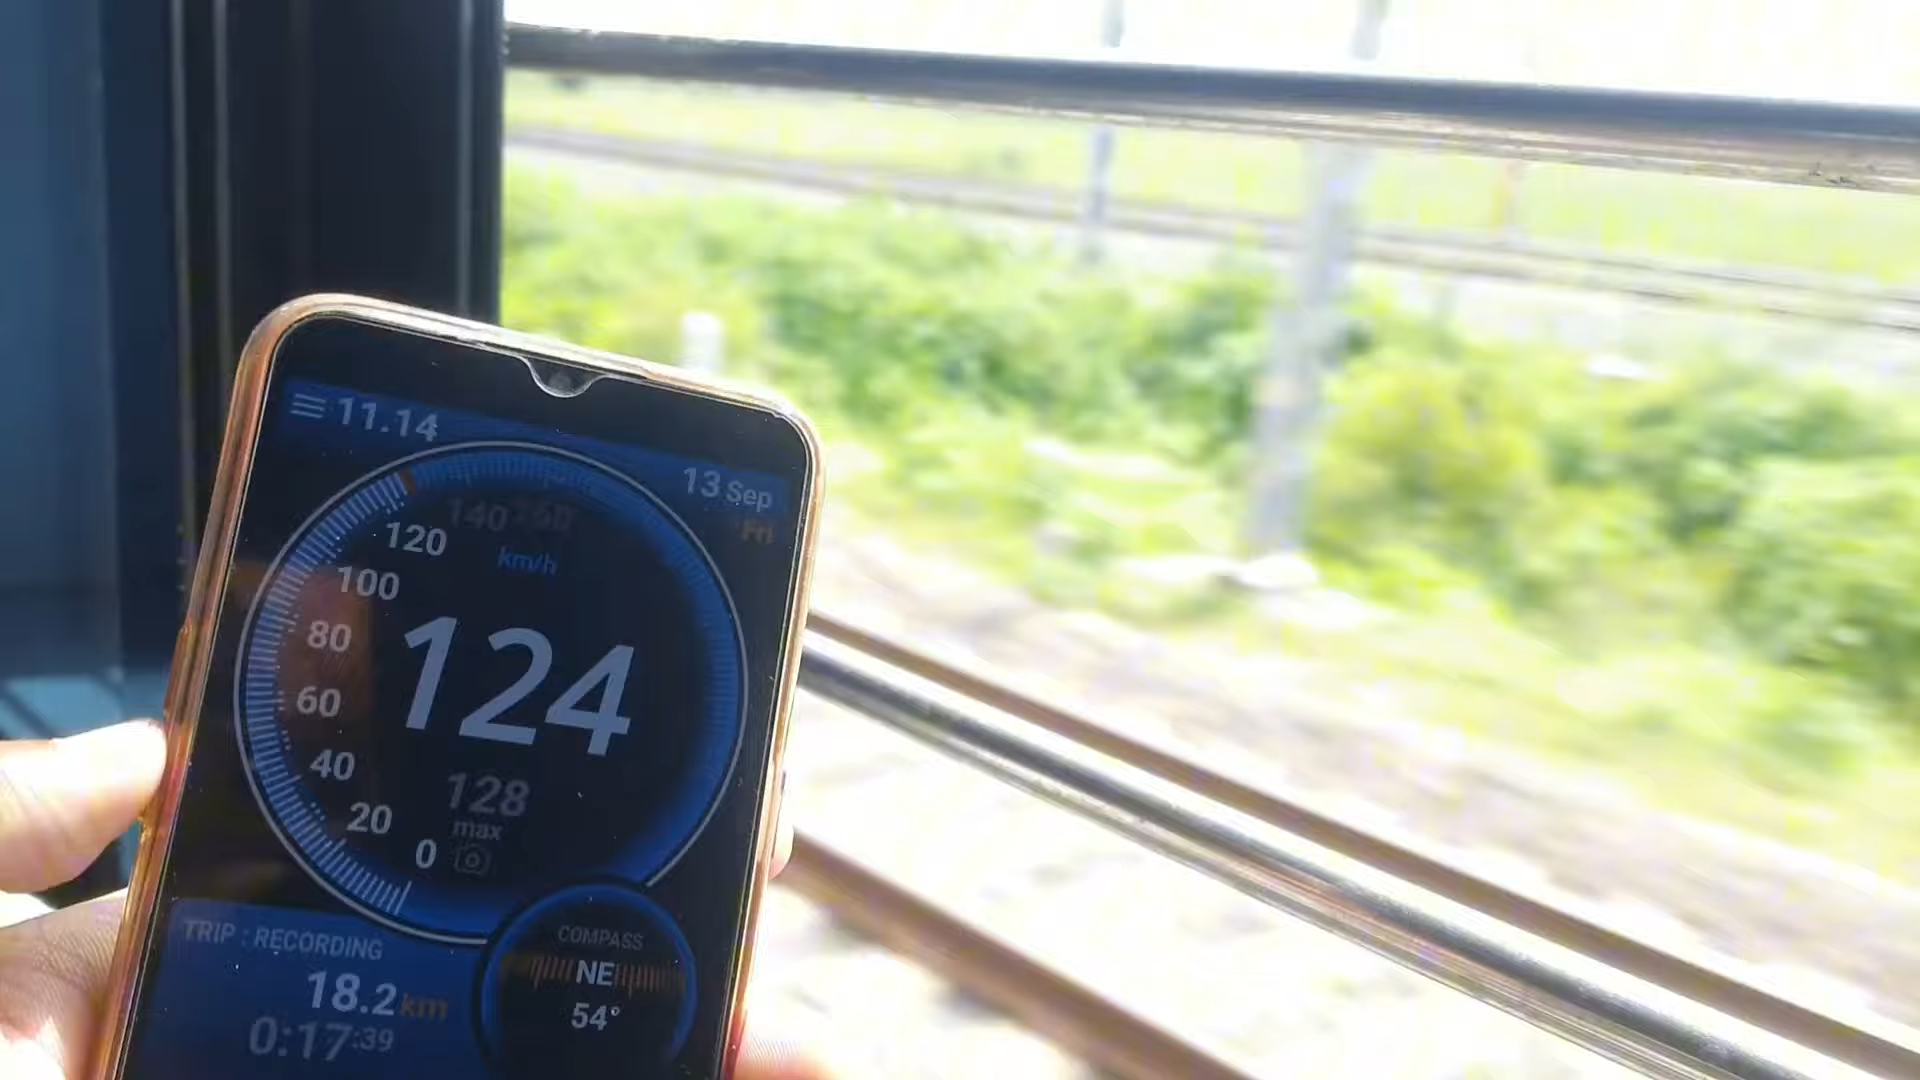 11.14
13 Sep
Fri
140
120
km/h
100
124
80
60
40
128
max
20
0
TRIP : RECORDING
18.2 km
0:17:39
COMPASS
NE
54°